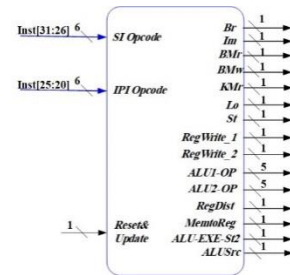 Inst[31:26] 6 SI Opcode
Inst[25:20] 6 IPI Opcode
1 Reset& Update
Br 1
Im 1
BMr 1
BMw 1
KMr 1
Lo 1
St 1
RegWrite_1 1
RegWrite_2 1
ALU1-OP 5
ALU2-OP 5
RegDist 1
MemtoReg 1
ALU-EXE-St2 1
ALUSrc 1